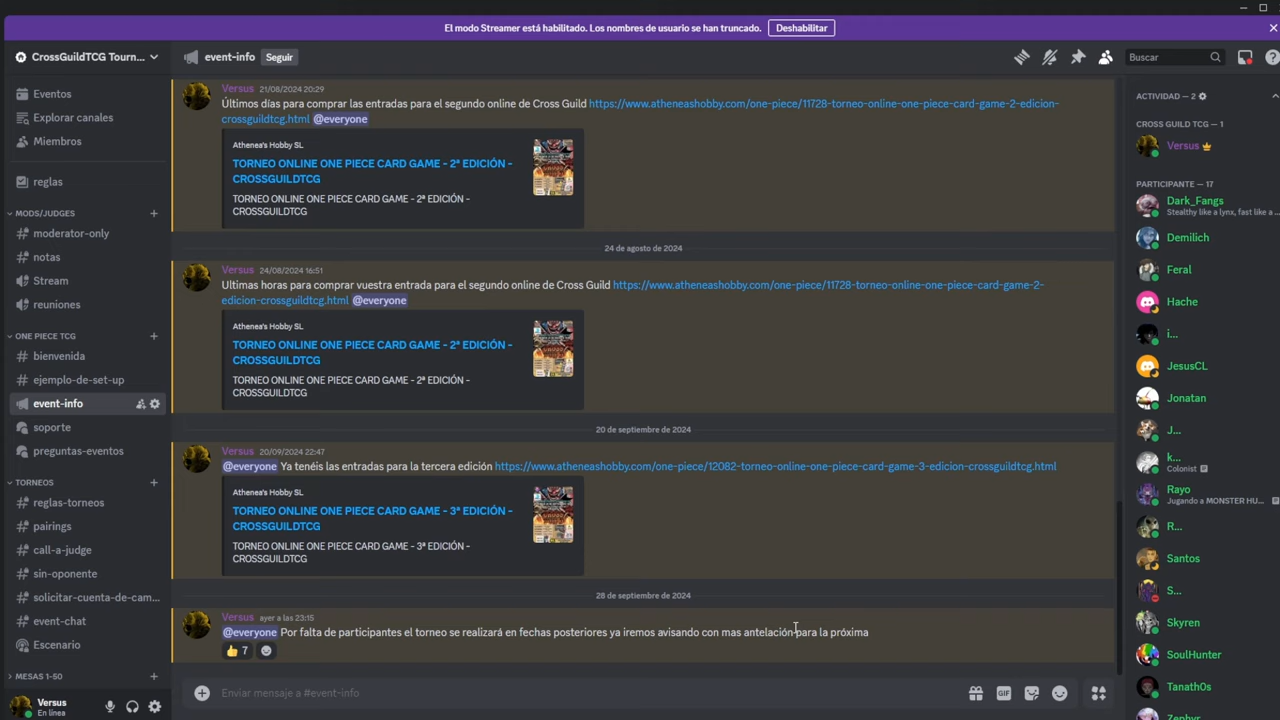 El modo Streamer está habilitado. Los nombres de usuario se han truncado. Deshabilitar
CrossGuildTCG Tourn...
Eventos
Explorar canales
Miembros
reglas
MODS/JUDGES
moderator-only
notas
Stream
reuniones
ONE PIECE TCG
bienvenida
ejemplo-de-set-up
event-info
soporte
preguntas-eventos
TORNEOS
reglas-torneos
pairings
call-a-judge
sin-oponente
solicitar-cuenta-de-cam...
event-chat
Escenario
MESAS 1-50
Versus
En línea
event-info Seguir
Buscar
Versus 21/08/2024 20:29
Últimos días para comprar las entradas para el segundo online de Cross Guild https://www.atheneashobby.com/one-piece/11728-torneo-online-one-piece-card-game-2-edicion-
crossguildtcg.html @everyone
Athenea's Hobby SL
TORNEO ONLINE ONE PIECE CARD GAME - 2ª EDICIÓN -
CROSSGUILDTCG
TORNEO ONLINE ONE PIECE CARD GAME - 2ª EDICIÓN -
CROSSGUILDTCG
24 de agosto de 2024
Versus 24/08/2024 16:51
Ultimas horas para comprar vuestra entrada para el segundo online de Cross Guild https://www.atheneashobby.com/one-piece/11728-torneo-online-one-piece-card-game-2-
edicion-crossguildtcg.html @everyone
Athenea's Hobby SL
TORNEO ONLINE ONE PIECE CARD GAME - 2ª EDICIÓN -
CROSSGUILDTCG
TORNEO ONLINE ONE PIECE CARD GAME - 2ª EDICIÓN -
CROSSGUILDTCG
20 de septiembre de 2024
Versus 20/09/2024 22:47
@everyone Ya tenéis las entradas para la tercera edición https://www.atheneashobby.com/one-piece/12082-torneo-online-one-piece-card-game-3-edicion-crossguildtcg.html
Athenea's Hobby SL
TORNEO ONLINE ONE PIECE CARD GAME - 3ª EDICIÓN -
CROSSGUILDTCG
TORNEO ONLINE ONE PIECE CARD GAME - 3ª EDICIÓN -
CROSSGUILDTCG
28 de septiembre de 2024
Versus ayer a las 23:15
@everyone Por falta de participantes el torneo se realizará en fechas posteriores ya iremos avisando con mas antelación para la próxima
7
Enviar mensaje a #event-info
GIF
ACTIVIDAD — 2
CROSS GUILD TCG — 1
Versus
PARTICIPANTE — 17
Dark_Fangs
Stealthy like a lynx, fast like a...
Demilich
Feral
Hache
i...
JesusCL
Jonatan
J...
k...
Colonist
Rayo
Jugando a MONSTER HU...
R...
Santos
S...
Skyren
SoulHunter
Tanath0s
Zephyr